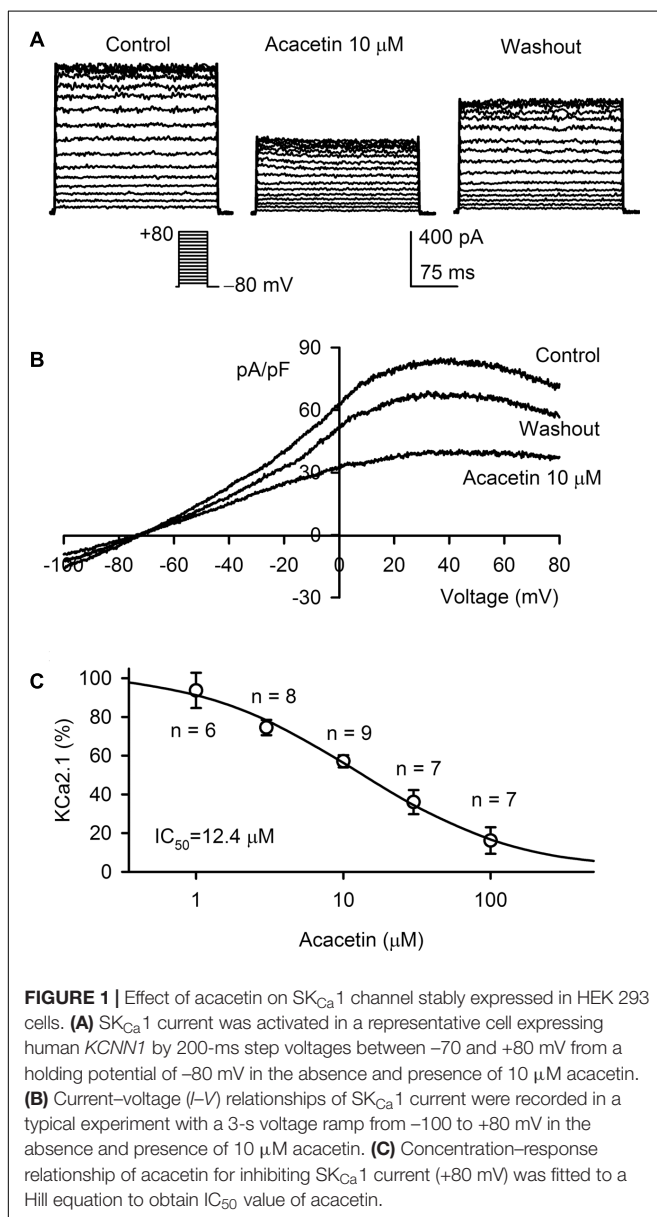 A
Control
Acacetin 10 μM
Washout
+80
−80 mV
400 pA
75 ms
B
pA/pF
90
60
30
0
-30
-100 -80 -60 -40 -20 0 20 40 60 80
Voltage (mV)
Control
Washout
Acacetin 10 μM
C
KCa2.1 (%)
100
80
60
40
20
0
n = 6
n = 8
n = 9
n = 7
n = 7
IC50=12.4 μM
1 10 100
Acacetin (μM)
FIGURE 1 | Effect of acacetin on SKCa1 channel stably expressed in HEK 293
cells. (A) SKCa1 current was activated in a representative cell expressing
human KCNN1 by 200-ms step voltages between –70 and +80 mV from a
holding potential of –80 mV in the absence and presence of 10 μM acacetin.
(B) Current–voltage (I–V) relationships of SKCa1 current were recorded in a
typical experiment with a 3-s voltage ramp from –100 to +80 mV in the
absence and presence of 10 μM acacetin. (C) Concentration–response
relationship of acacetin for inhibiting SKCa1 current (+80 mV) was fitted to a
Hill equation to obtain IC50 value of acacetin.